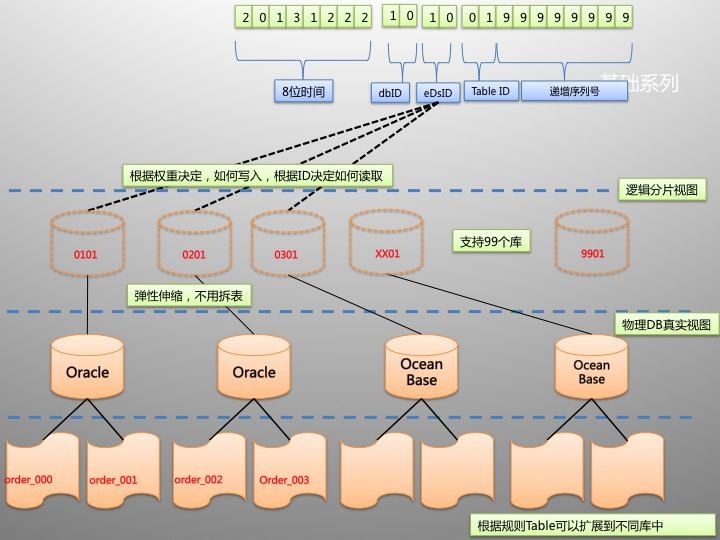 2 0 1 3 1 2 2 2 1 0 1 0 0 1 9 9 9 9 9 9 9 9
基础系列
8位时间 dbID eDsID Table ID 递增序列号
根据权重决定，如何写入，根据ID决定如何读取
逻辑分片视图
0101 0201 0301 XX01 支持99个库 9901
弹性伸缩，不用拆表
物理DB真实视图
Oracle Oracle Ocean Base Ocean Base
order_000 order_001 order_002 Order_003
根据规则Table可以扩展到不同库中